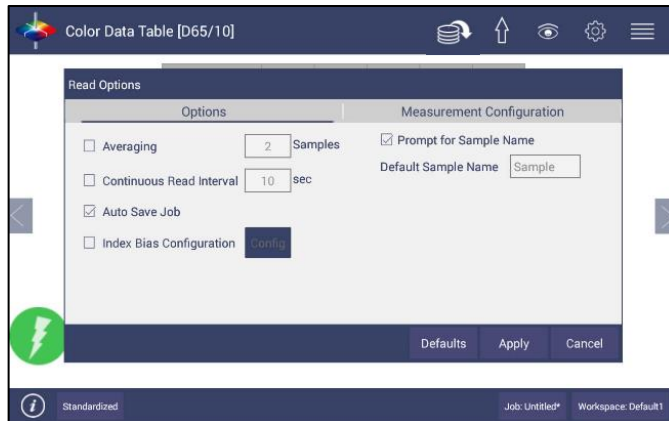 Color Data Table [D65/10]
Read Options
Options
Measurement Configuration
Averaging 2 Samples
Prompt for Sample Name
Default Sample Name Sample
Continuous Read Interval 10 sec
Auto Save Job
Index Bias Configuration Config
Defaults Apply Cancel
i Standardized Job: Untitled* Workspace: Default1